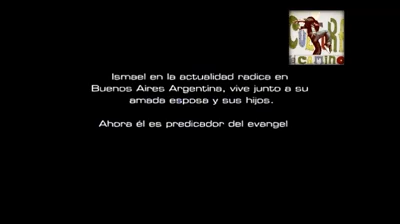 Ismael en la actualidad radica en
Buenos Aires Argentina, vive junto a su
amada esposa y sus hijos.
Ahora él es predicador del evangel